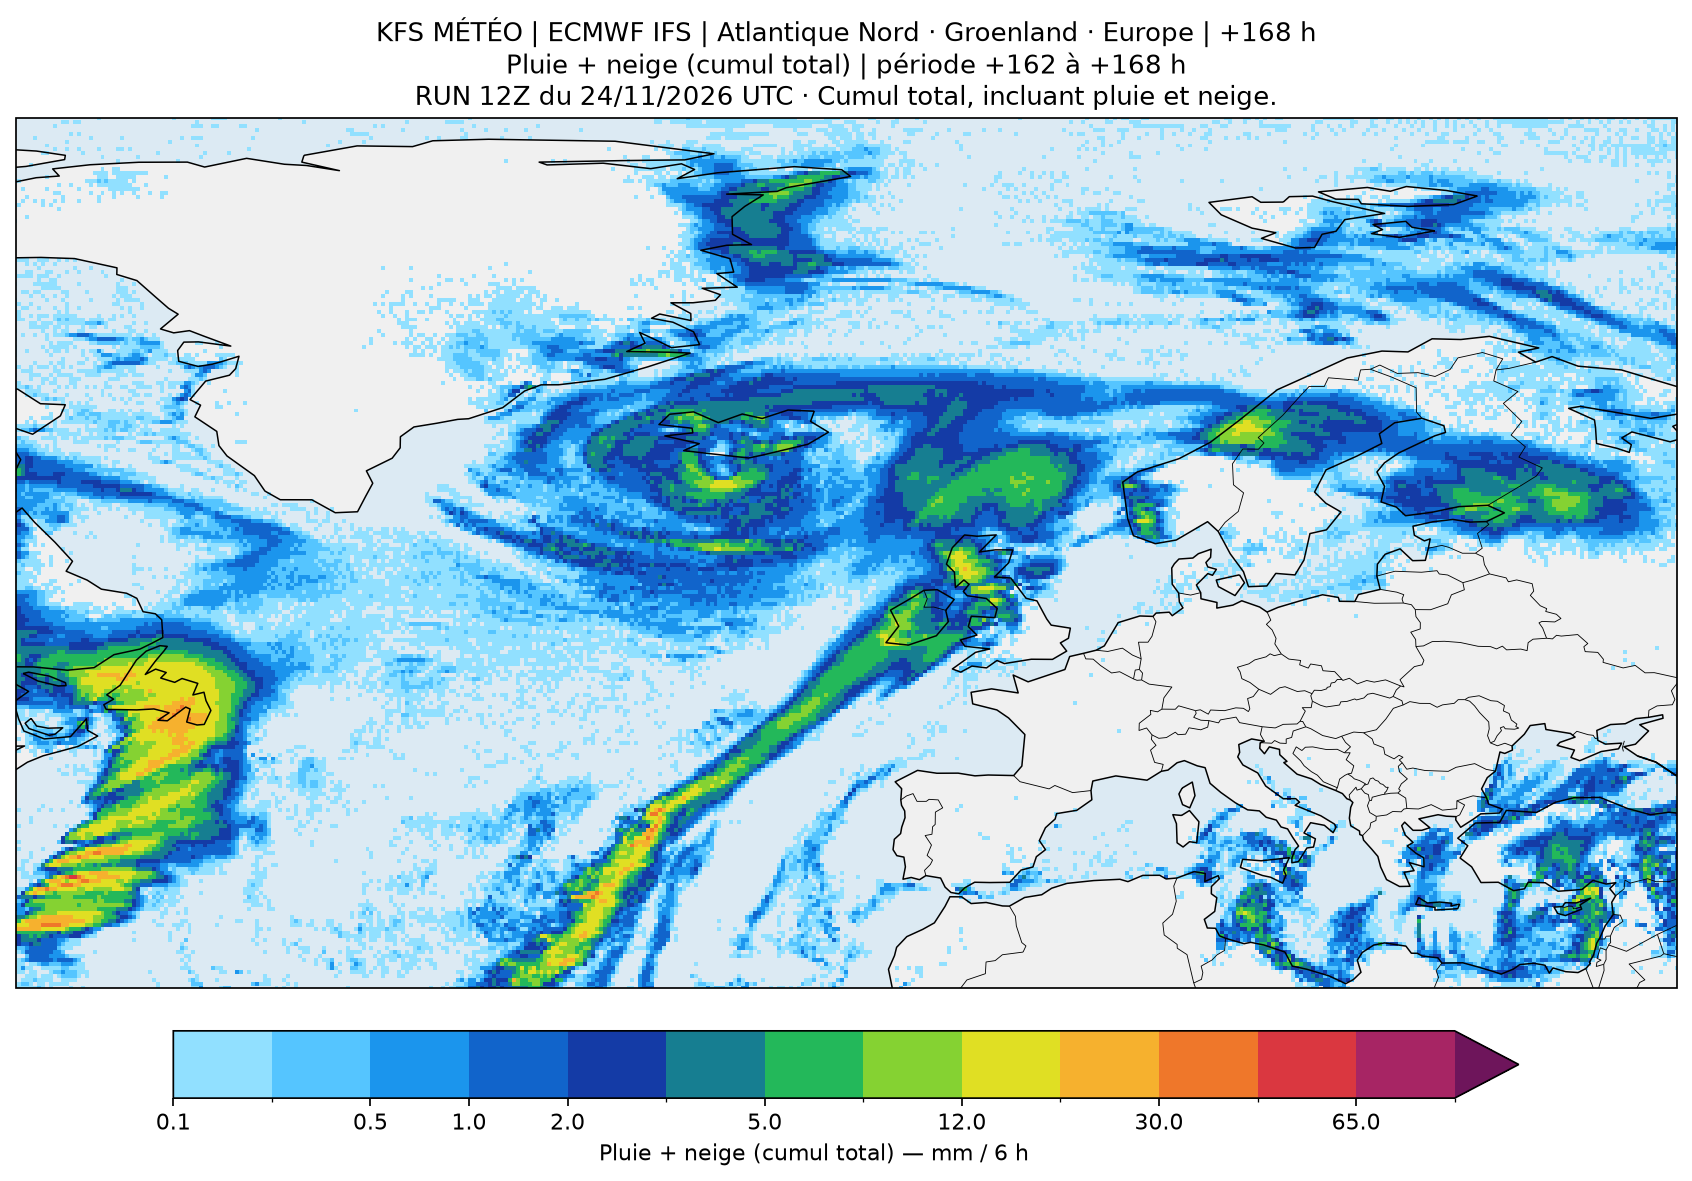 KFS MÉTÉO | ECMWF IFS | Atlantique Nord · Groenland · Europe | +168 h
Pluie + neige (cumul total) | période +162 à +168 h
RUN 12Z du 24/11/2026 UTC · Cumul total, incluant pluie et neige.
0.1 0.5 1.0 2.0 5.0 12.0 30.0 65.0
Pluie + neige (cumul total) — mm / 6 h